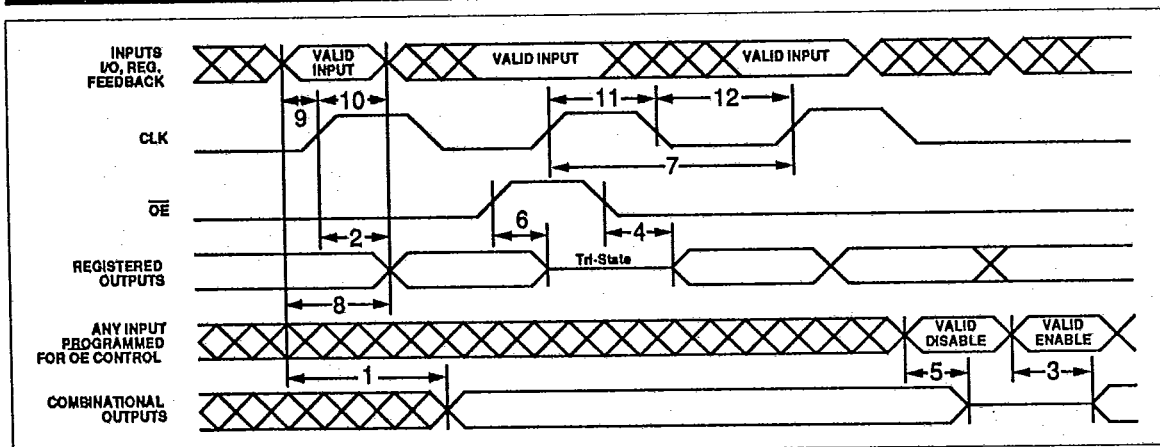 INPUTS
I/O, REG,
FEEDBACK
VALID
INPUT
VALID INPUT
VALID INPUT
9
10
11
12
CLK
7
OE
6
4
2
Tri-State
REGISTERED
OUTPUTS
8
ANY INPUT
PROGRAMMED
FOR OE CONTROL
VALID
DISABLE
VALID
ENABLE
1
5
3
COMBINATIONAL
OUTPUTS